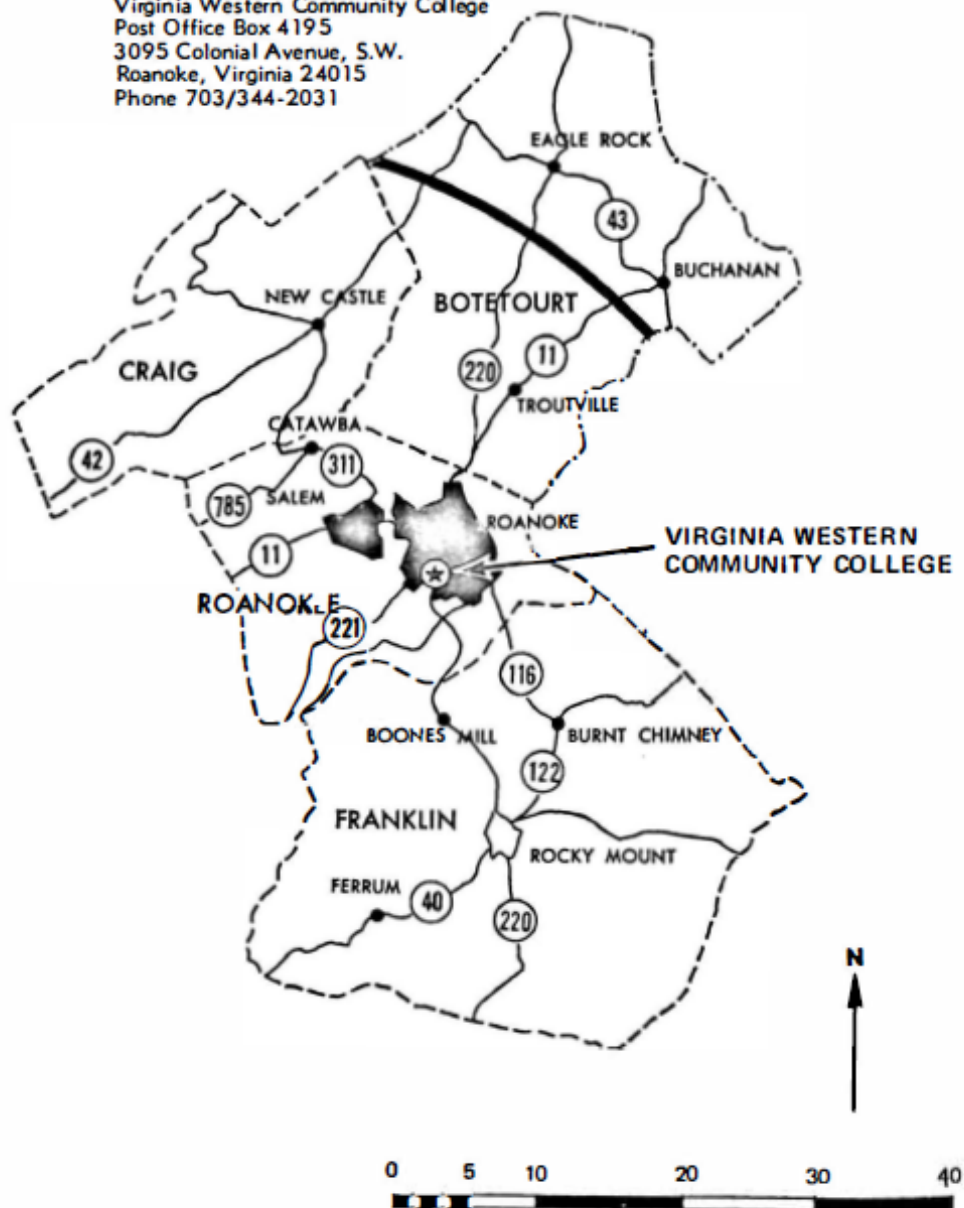 Virginia Western Community College
Post Office Box 4195
3095 Colonial Avenue, S.W.
Roanoke, Virginia 24015
Phone 703/344-2031
EAGLE ROCK
43
BUCHANAN
NEW CASTLE
BOTETOURT
11
CRAIG
220
TROUTVILLE
CATAWBA
42
311
785
SALEM
ROANOKE
11
VIRGINIA WESTERN
COMMUNITY COLLEGE
ROANOKE
221
116
BOONES MILL
BURNT CHIMNEY
122
FRANKLIN
ROCKY MOUNT
FERRUM
40
220
N
0 5 10 20 30 40